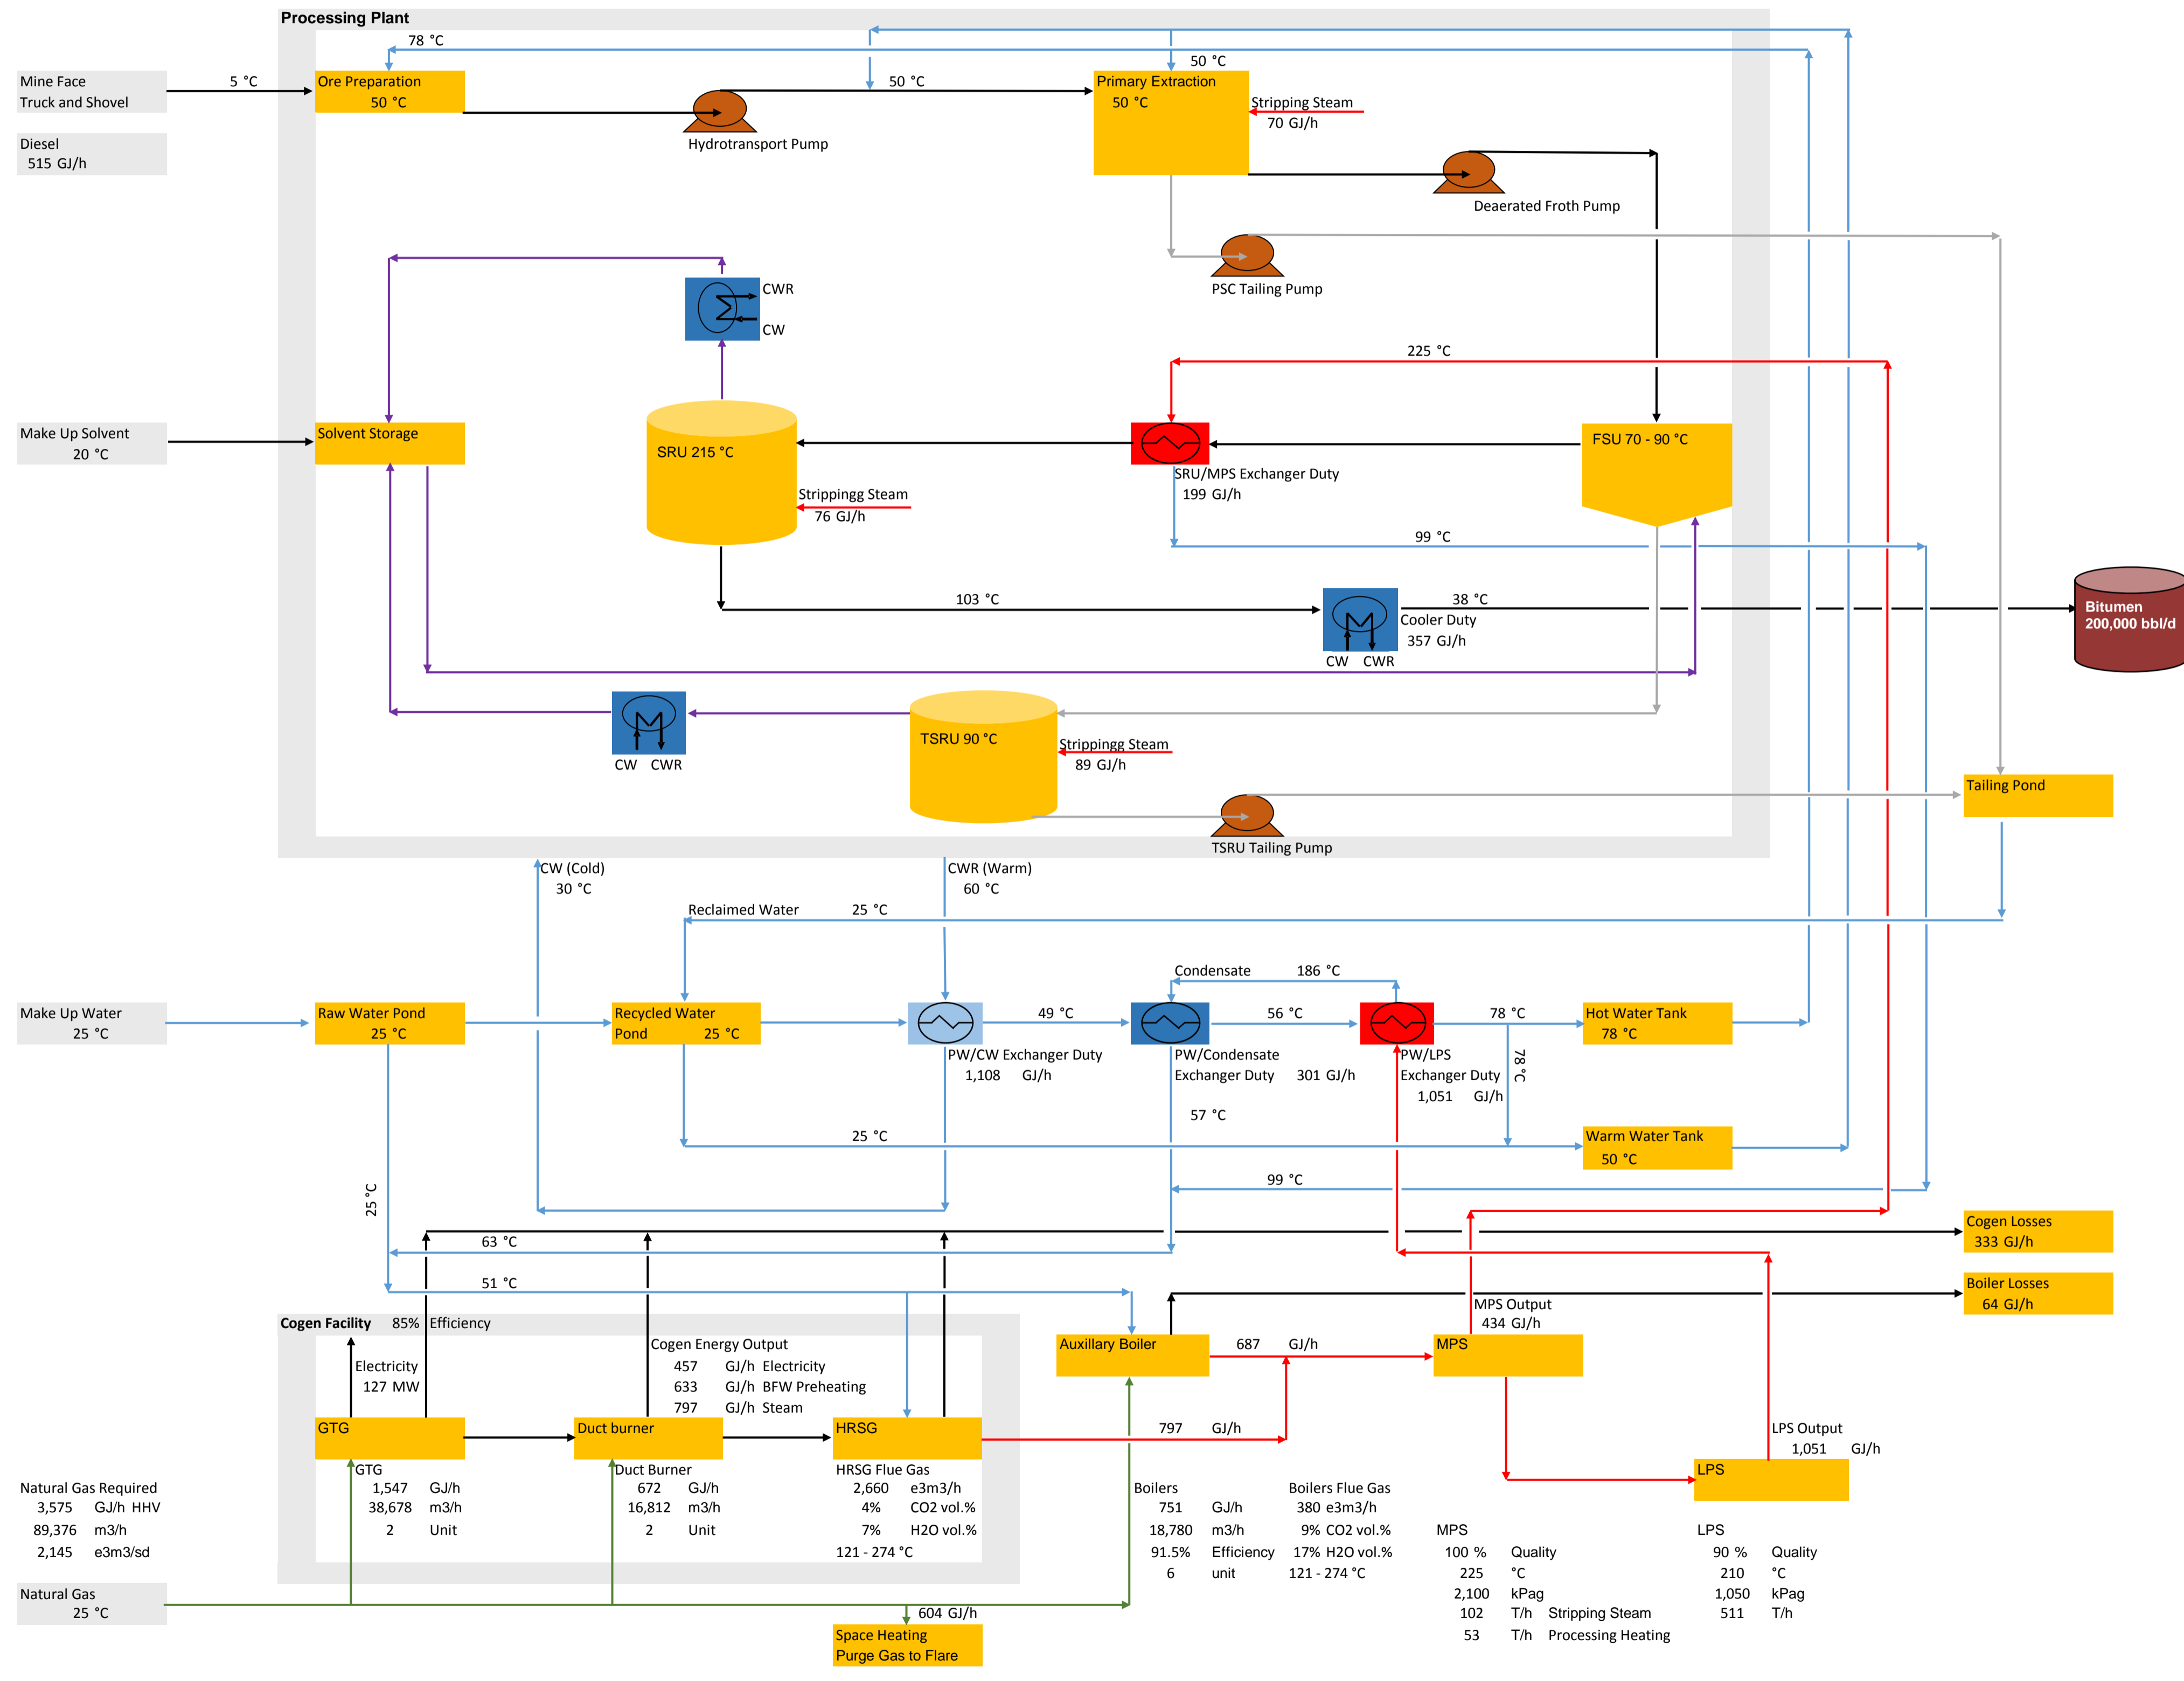 Processing Plant
78 °C
50 °C
Mine Face
Truck and Shovel
5 °C
Ore Preparation
50 °C
50 °C
Primary Extraction
50 °C
Stripping Steam
70 GJ/h
Hydrotransport Pump
Diesel
515 GJ/h
Deaerated Froth Pump
PSC Tailing Pump
CWR
CW
225 °C
Make Up Solvent
20 °C
Solvent Storage
SRU 215 °C
FSU 70 - 90 °C
SRU/MPS Exchanger Duty
199 GJ/h
Strippingg Steam
76 GJ/h
99 °C
103 °C
38 °C
Cooler Duty
357 GJ/h
CW CWR
Bitumen
200,000 bbl/d
TSRU 90 °C
Strippingg Steam
89 GJ/h
CW CWR
Tailing Pond
TSRU Tailing Pump
CW (Cold)
30 °C
CWR (Warm)
60 °C
Reclaimed Water 25 °C
Condensate 186 °C
Make Up Water
25 °C
Raw Water Pond
25 °C
Recycled Water
Pond 25 °C
49 °C
56 °C
78 °C
Hot Water Tank
78 °C
PW/CW Exchanger Duty
1,108 GJ/h
PW/Condensate
Exchanger Duty 301 GJ/h
PW/LPS
Exchanger Duty
1,051 GJ/h
78 °C
57 °C
25 °C
Warm Water Tank
50 °C
99 °C
25 °C
63 °C
Cogen Losses
333 GJ/h
51 °C
Boiler Losses
64 GJ/h
MPS Output
434 GJ/h
Cogen Facility 85% Efficiency
Electricity
127 MW
Cogen Energy Output
457 GJ/h Electricity
633 GJ/h BFW Preheating
797 GJ/h Steam
Auxillary Boiler
687 GJ/h
MPS
GTG
Duct burner
HRSG
797 GJ/h
LPS Output
1,051 GJ/h
LPS
Natural Gas Required
3,575 GJ/h HHV
89,376 m3/h
2,145 e3m3/sd
GTG
1,547 GJ/h
38,678 m3/h
2 Unit
Duct Burner
672 GJ/h
16,812 m3/h
2 Unit
HRSG Flue Gas
2,660 e3m3/h
4% CO2 vol.%
7% H2O vol.%
121 - 274 °C
Boilers
751 GJ/h
18,780 m3/h
91.5% Efficiency
6 unit
Boilers Flue Gas
380 e3m3/h
9% CO2 vol.%
17% H2O vol.%
121 - 274 °C
MPS
100 % Quality
225 °C
2,100 kPag
102 T/h Stripping Steam
53 T/h Processing Heating
LPS
90 % Quality
210 °C
1,050 kPag
511 T/h
Natural Gas
25 °C
604 GJ/h
Space Heating
Purge Gas to Flare